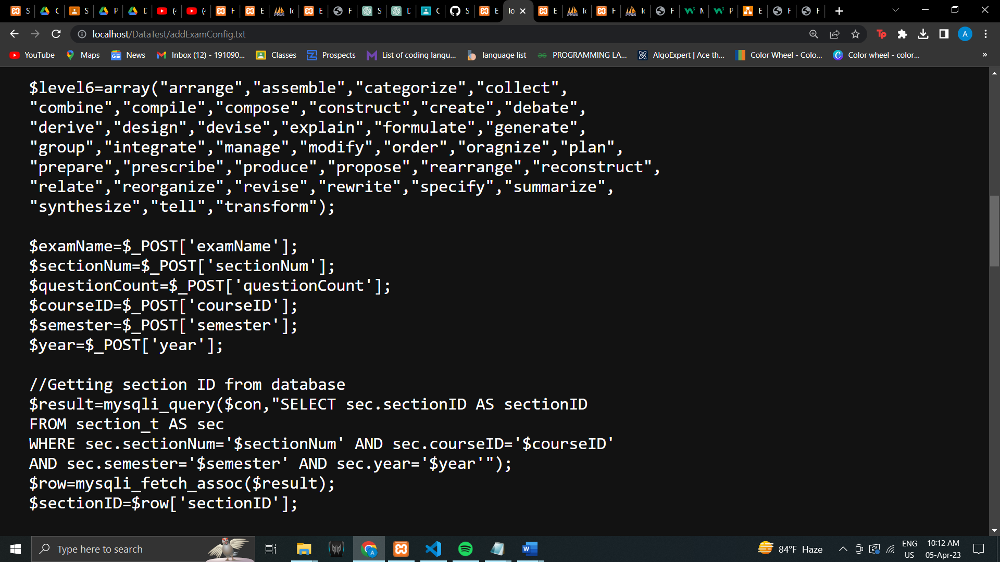 localhost/DataTest/addExamConfig.txt
YouTube Maps News Inbox (12) - 191090... Classes Prospects List of coding langu... language list PROGRAMMING LA... AlgoExpert | Ace th... Color Wheel - Colo... Color wheel - color... »
$level6=array("arrange","assemble","categorize","collect",
"combine","compile","compose","construct","create","debate",
"derive","design","devise","explain","formulate","generate",
"group","integrate","manage","modify","order","oragnize","plan",
"prepare","prescribe","produce","propose","rearrange","reconstruct",
"relate","reorganize","revise","rewrite","specify","summarize",
"synthesize","tell","transform");
$examName=$_POST['examName'];
$sectionNum=$_POST['sectionNum'];
$questionCount=$_POST['questionCount'];
$courseID=$_POST['courseID'];
$semester=$_POST['semester'];
$year=$_POST['year'];
//Getting section ID from database
$result=mysqli_query($con,"SELECT sec.sectionID AS sectionID
FROM section_t AS sec
WHERE sec.sectionNum='$sectionNum' AND sec.courseID='$courseID'
AND sec.semester='$semester' AND sec.year='$year'");
$row=mysqli_fetch_assoc($result);
$sectionID=$row['sectionID'];
Type here to search
84°F Haze
ENG
US
10:12 AM
05-Apr-23